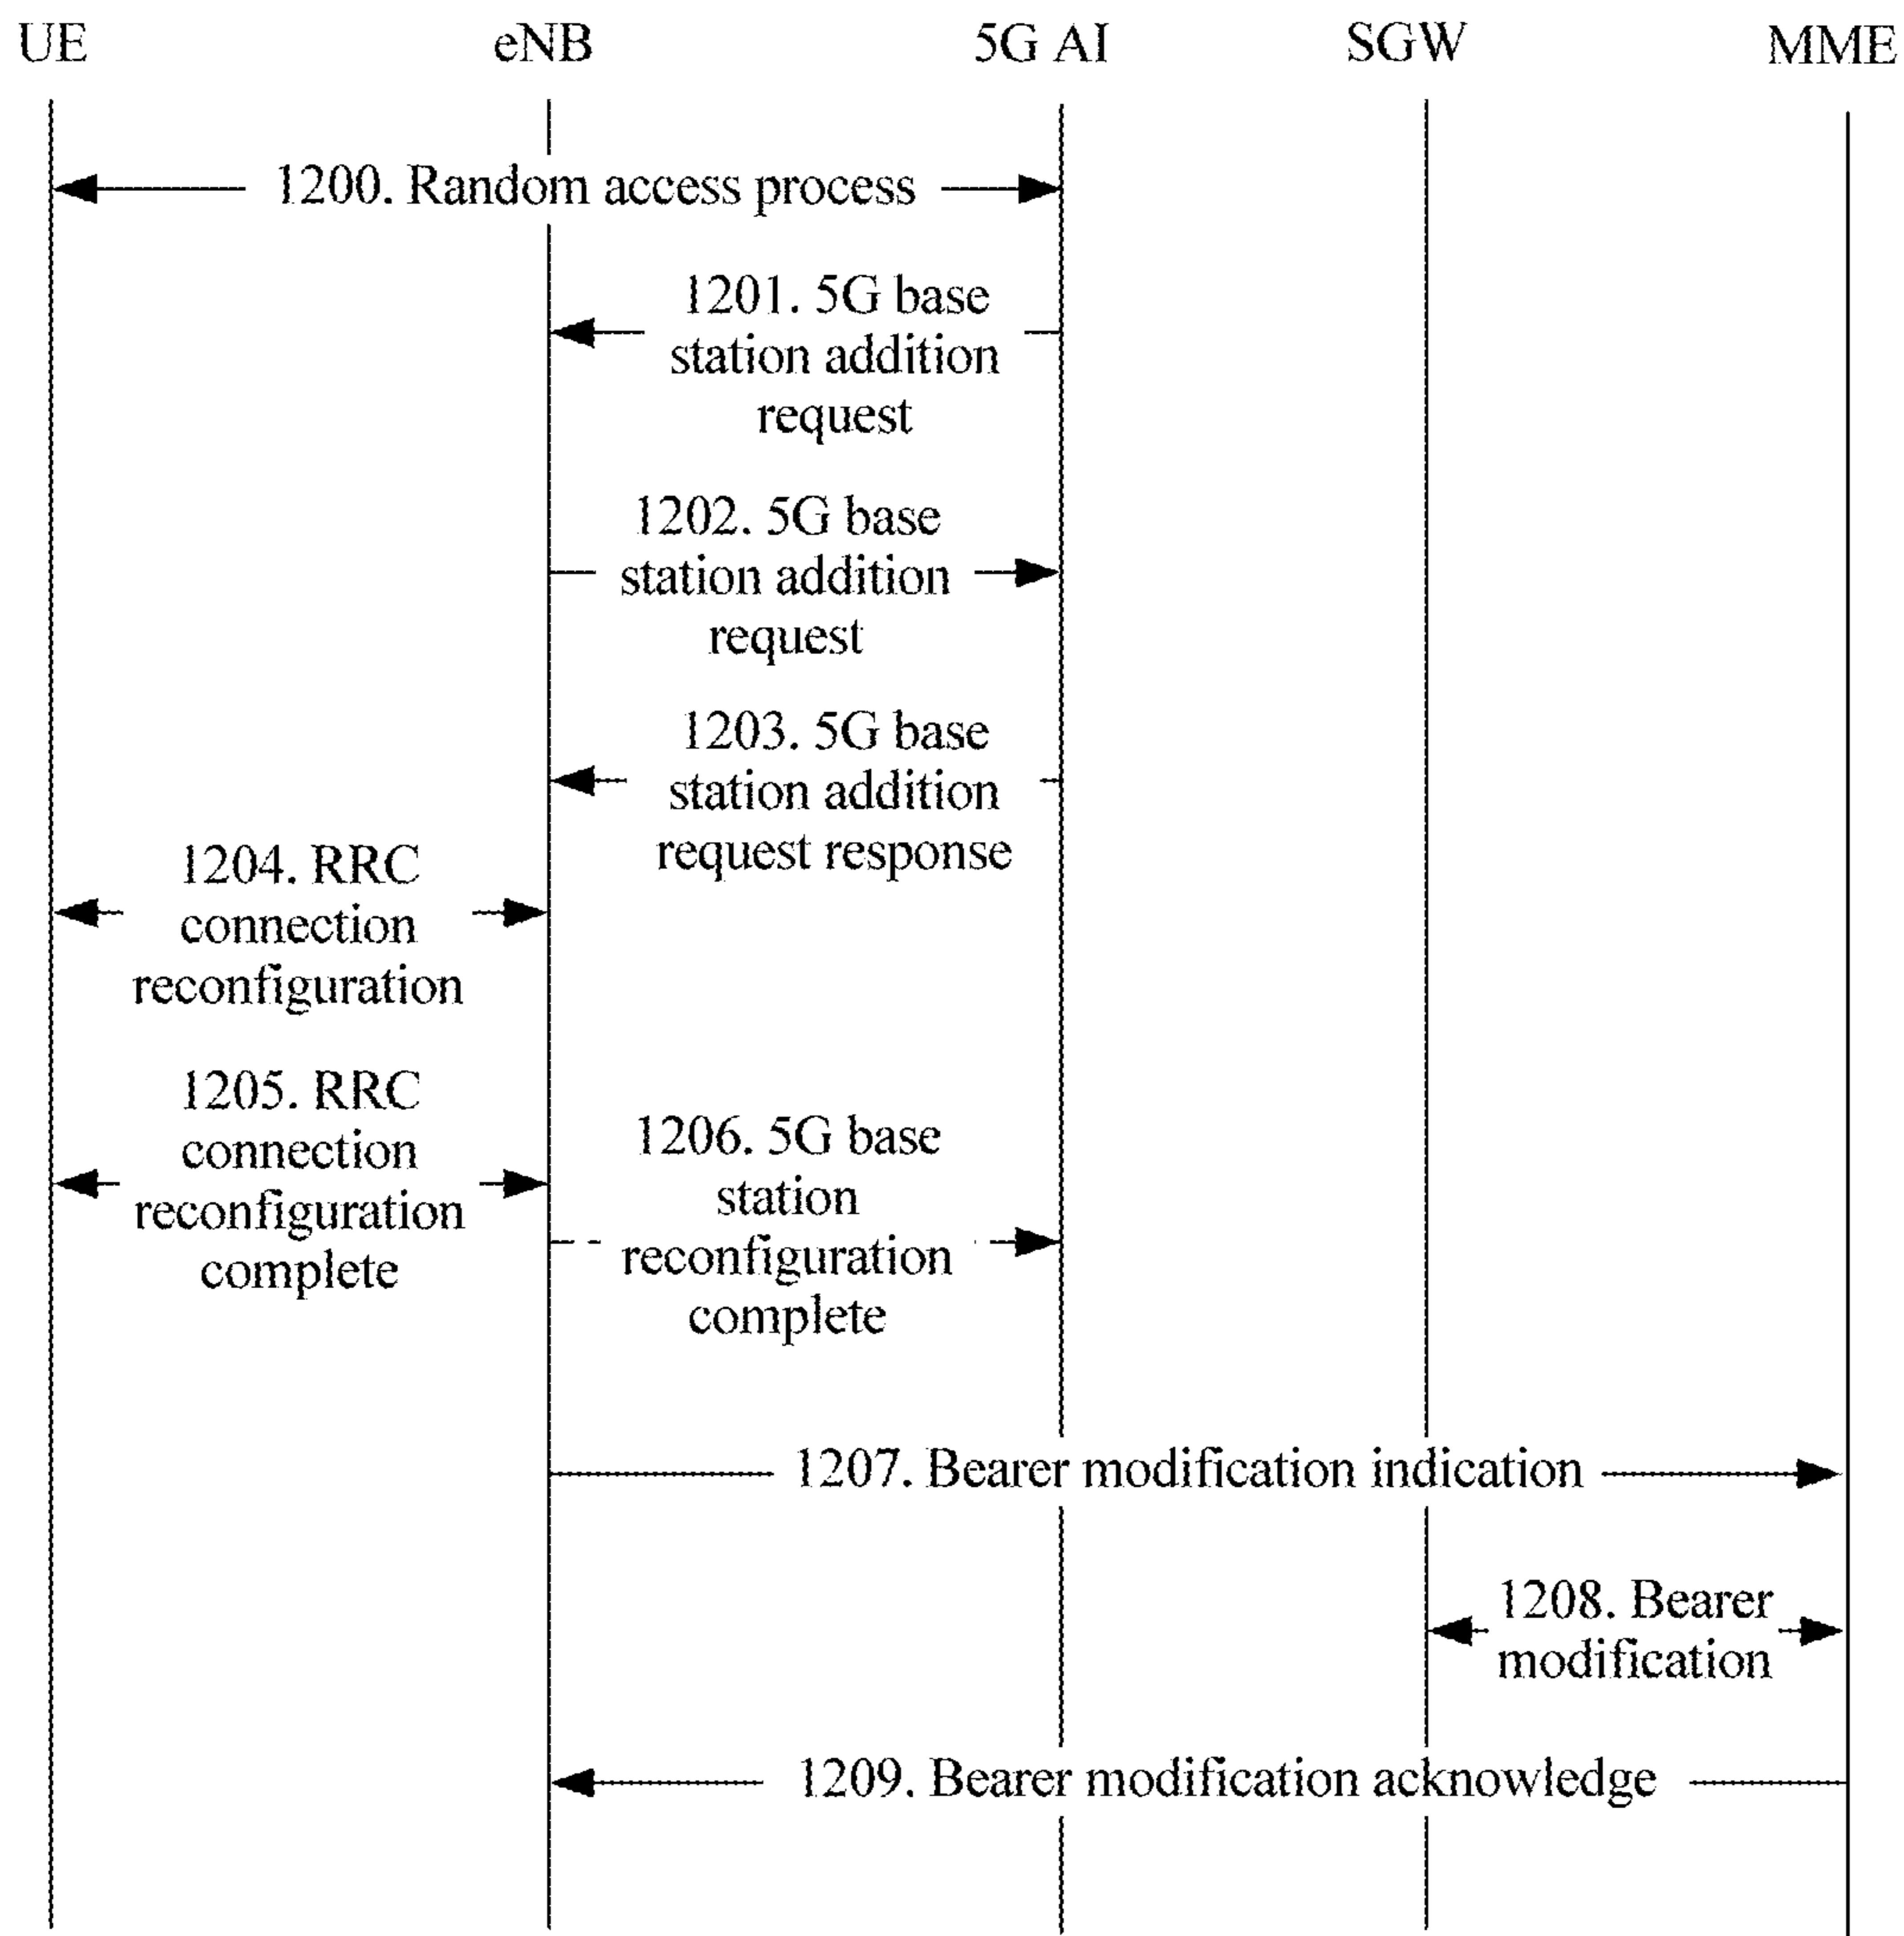 UE eNB 5G AI SGW MME
1200. Random access process
1201. 5G base
station addition
request
1202. 5G base
station addition
request
1203. 5G base
station addition
request response
1204. RRC
connection
reconfiguration
1205. RRC
connection
reconfiguration
complete
1206. 5G base
station
reconfiguration
complete
1207. Bearer modification indication
1208. Bearer
modification
1209. Bearer modification acknowledge